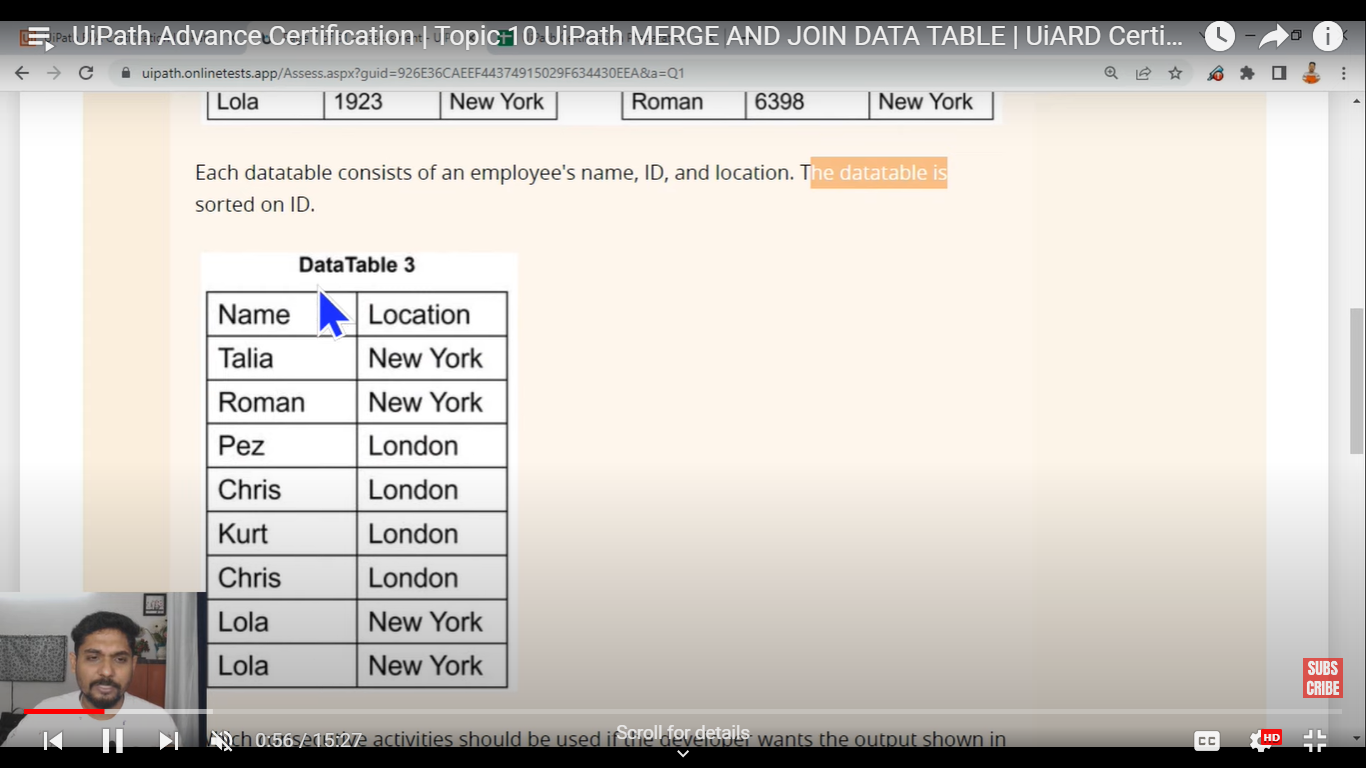 UiPath Advance Certification | Topic 10 UiPath MERGE AND JOIN DATA TABLE | UiARD Certi...
uipath.onlinetests.app/Assess.aspx?guid=926E36CAEEF44374915029F634430EEA&a=Q1
Lola 1923 New York Roman 6398 New York
Each datatable consists of an employee's name, ID, and location. The datatable is
sorted on ID.
DataTable 3
Name Location
Talia New York
Roman New York
Pez London
Chris London
Kurt London
Chris London
Lola New York
Lola New York
SUBS
CRIBE
activities should be used if the developer wants the output shown in
Scroll for details
0:56 / 15:27
CC
HD